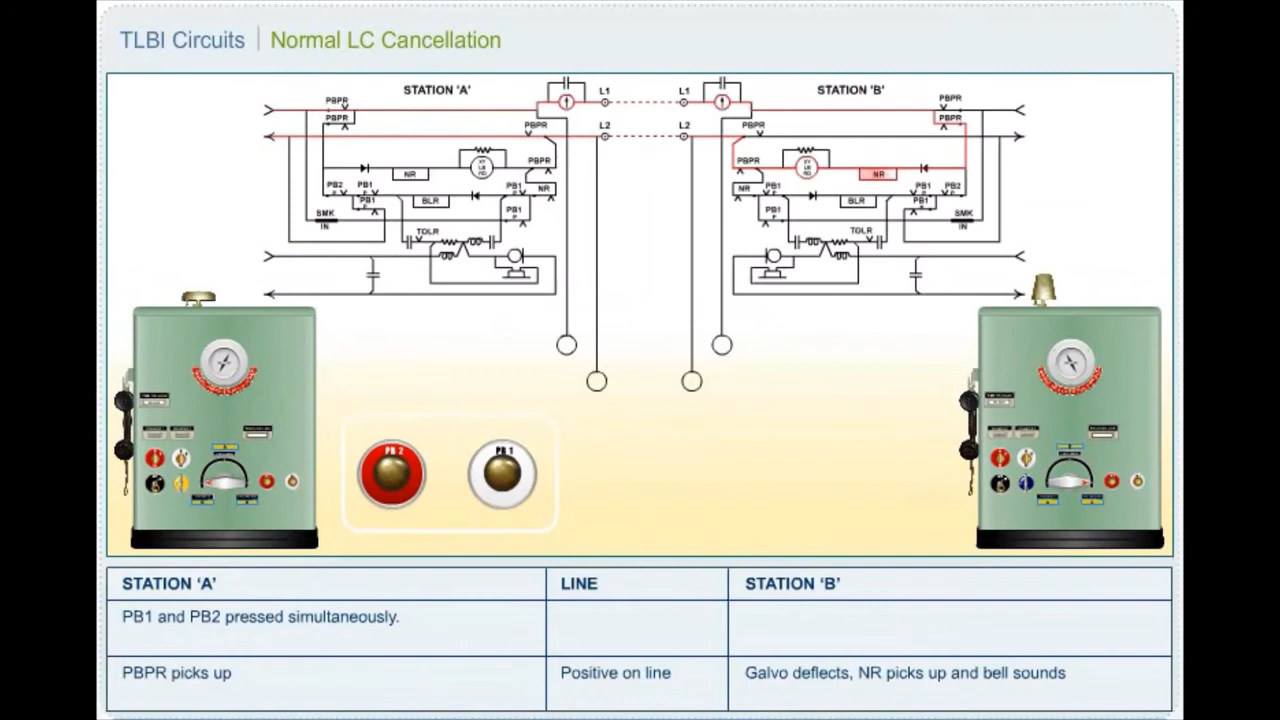 TLBI Circuits | Normal LC Cancellation
STATION 'A'
STATION 'B'
PBPR
PBPR
L1
L1
PBPR
PBPR
PBPR
L2
L2
PBPR
PBPR
PBPR
NR
NR
PBPR
PB2
PB1
PB1
NR
NR
PB1
PB1
PB2
PB1
BLR
BLR
PB1
PB1
PB1
SMK
IN
SMK
IN
TOLR
TOLR
PB 2
PB 1
STATION 'A'
LINE
STATION 'B'
PB1 and PB2 pressed simultaneously.
PBPR picks up
Positive on line
Galvo deflects, NR picks up and bell sounds